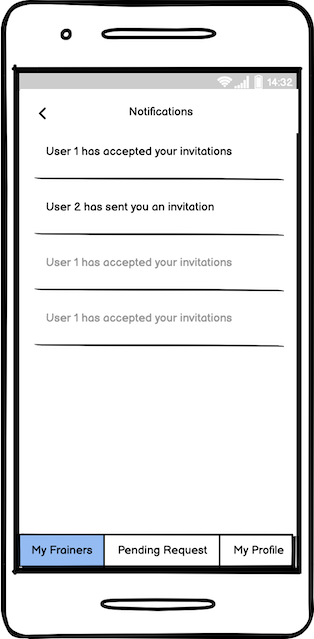 14:32
Notifications
User 1 has accepted your invitations
User 2 has sent you an invitation
User 1 has accepted your invitations
User 1 has accepted your invitations
My Frainers
Pending Request
My Profile